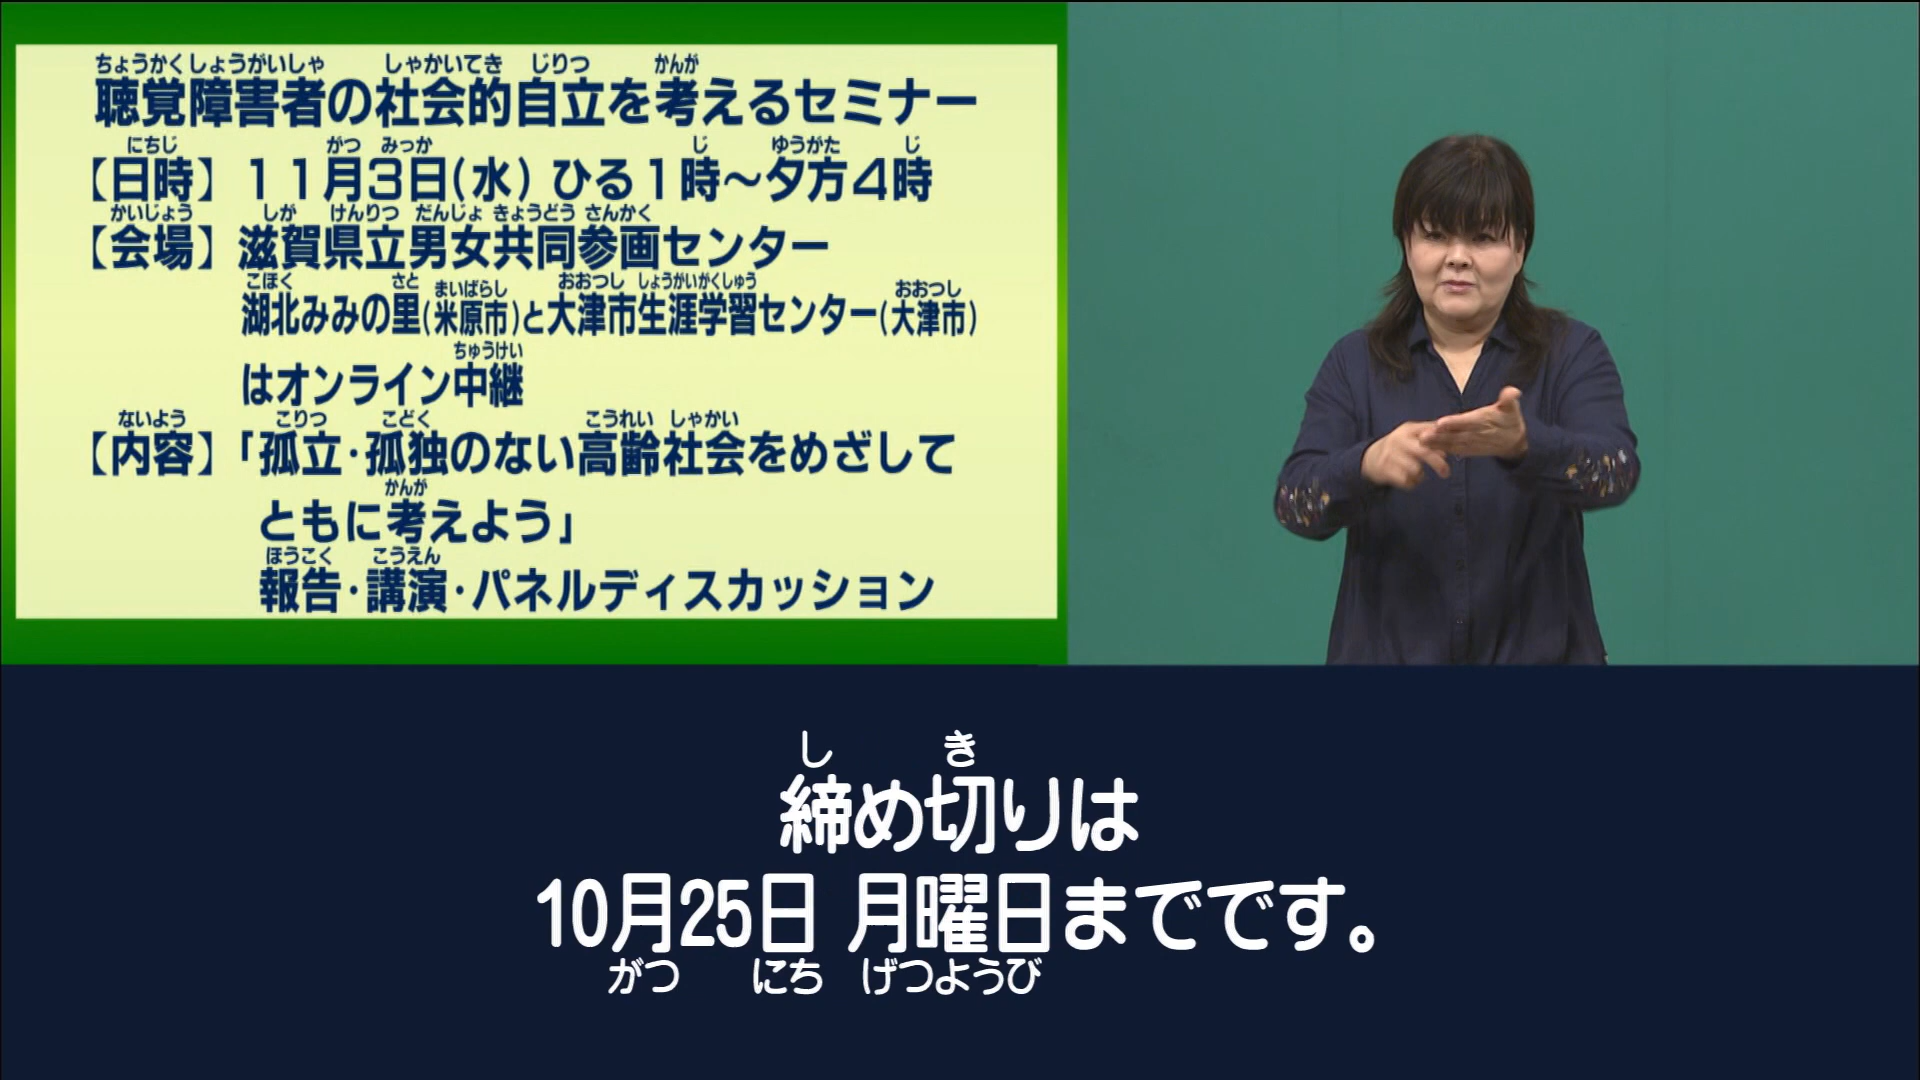 ちょうかくしょうがいしゃ しゃかいてき じりつ かんが
聴覚障害者の社会的自立を考えるセミナー
にちじ がつ みっか じ ゆうがた じ
【日時】１１月３日(水) ひる１時～夕方４時
かいじょう しが けんりつ だんじょ きょうどう さんかく
【会場】滋賀県立男女共同参画センター
こほく さと まいばらし おおつし しょうがいがくしゅう おおつし
湖北みみの里(米原市)と大津市生涯学習センター(大津市)
ちゅうけい
はオンライン中継
ないよう こりつ こどく こうれい しゃかい
【内容】「孤立・孤独のない高齢社会をめざして
かんが
ともに考えよう」
ほうこく こうえん
報告・講演・パネルディスカッション
し き
締め切りは
10月25日 月曜日までです。
がつ にち げつようび